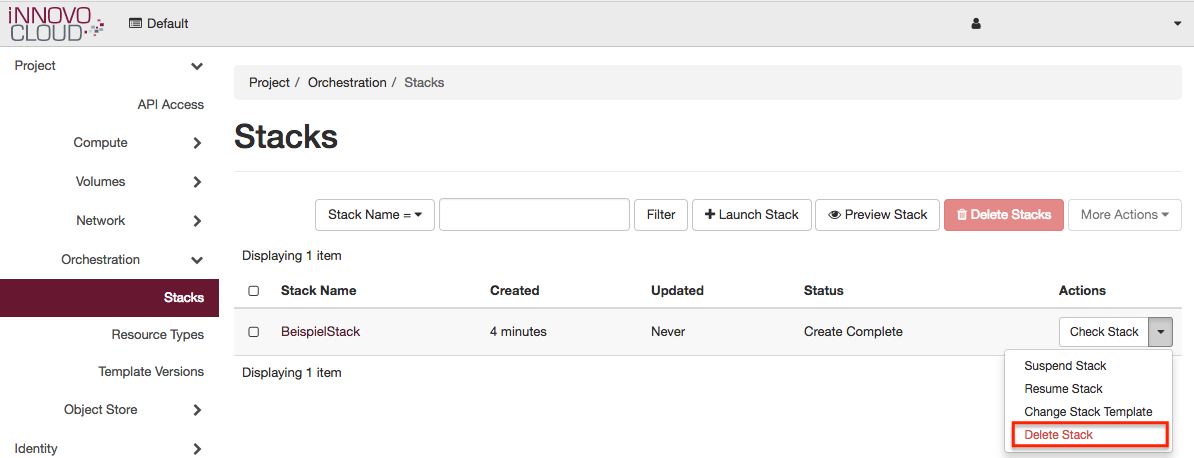 iNNOVO
CLOUD
Default
Project
API Access
Compute
Volumes
Network
Orchestration
Stacks
Resource Types
Template Versions
Object Store
Identity
Project / Orchestration / Stacks
Stacks
Stack Name = Filter Launch Stack Preview Stack Delete Stacks More Actions
Displaying 1 item
Stack Name Created Updated Status Actions
BeispielStack 4 minutes Never Create Complete Check Stack
Displaying 1 item
Suspend Stack
Resume Stack
Change Stack Template
Delete Stack